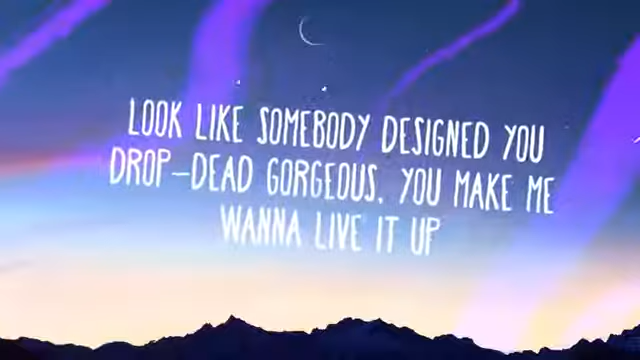 LOOK LIKE SOMEBODY DESIGNED YOU
DROP-DEAD GORGEOUS. YOU MAKE ME
WANNA LIVE IT UP